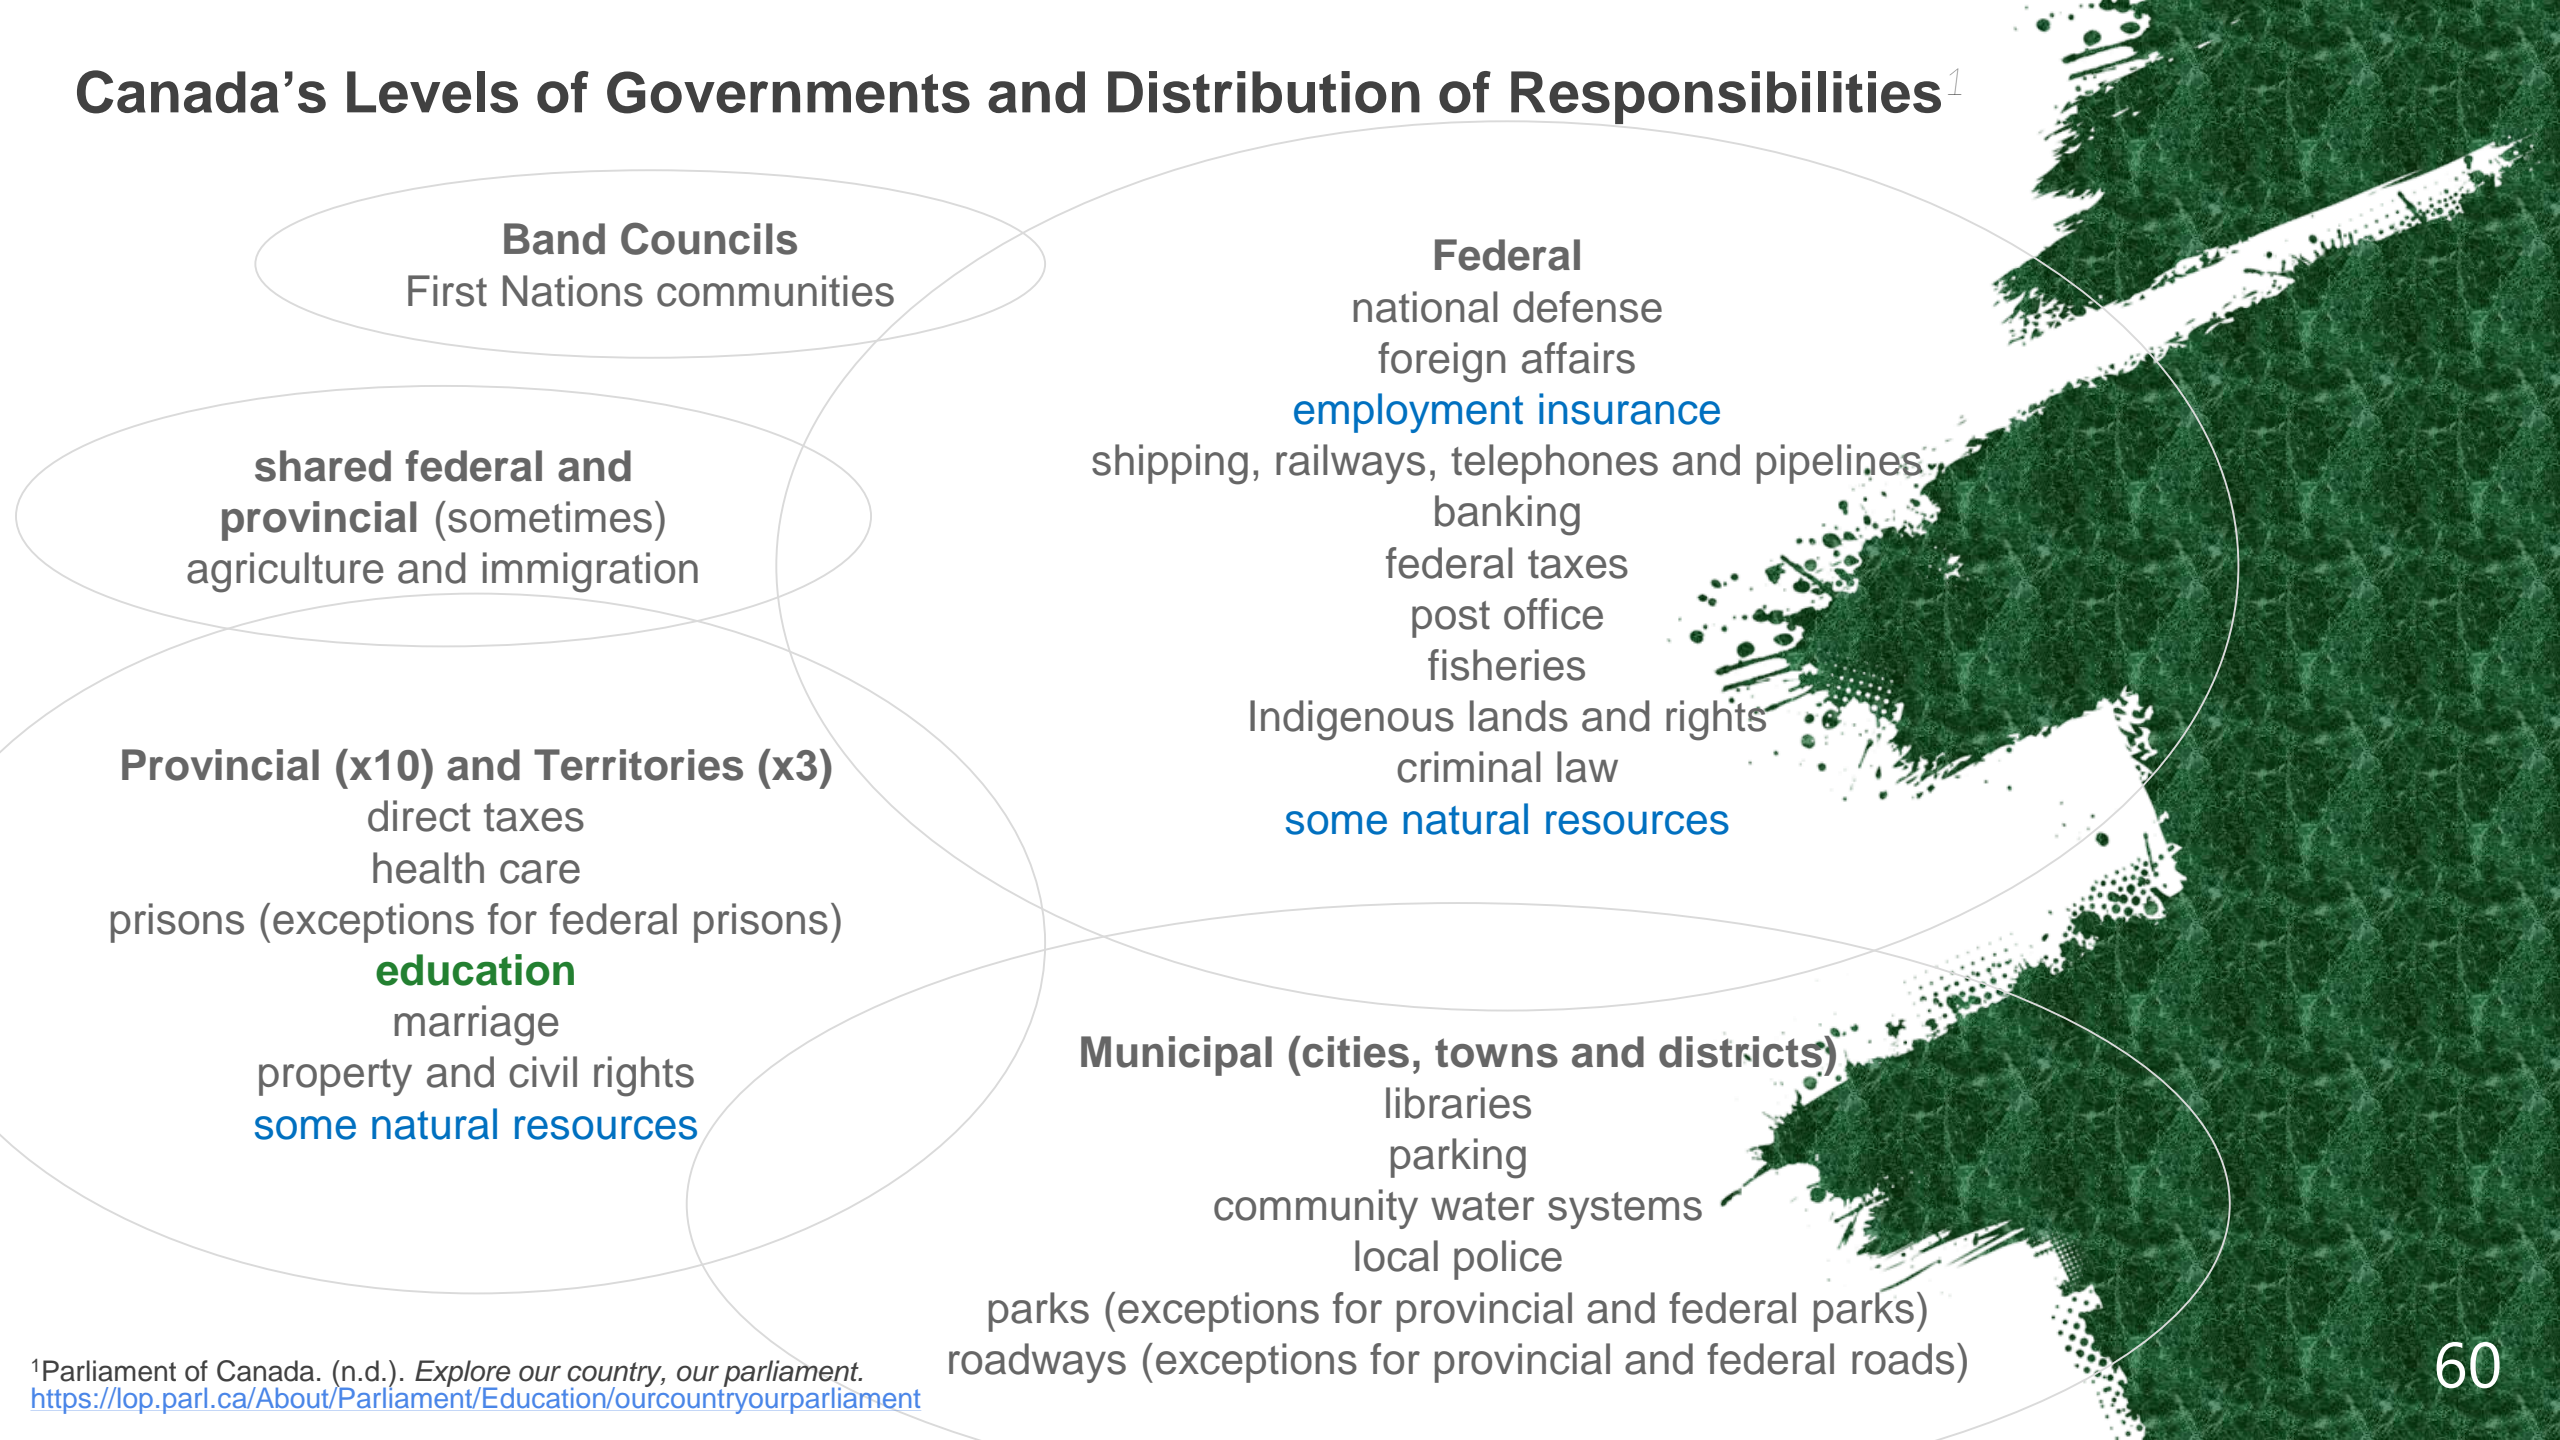 Canada’s Levels of Governments and Distribution of Responsibilities1
Band Councils
First Nations communities
shared federal and
provincial (sometimes)
agriculture and immigration
Provincial (x10) and Territories (x3)
direct taxes
health care
prisons (exceptions for federal prisons)
education
marriage
property and civil rights
some natural resources
Federal
national defense
foreign affairs
employment insurance
shipping, railways, telephones and pipelines
banking
federal taxes
post office
fisheries
Indigenous lands and rights
criminal law
some natural resources
Municipal (cities, towns and districts)
libraries
parking
community water systems
local police
parks (exceptions for provincial and federal parks)
roadways (exceptions for provincial and federal roads)
1Parliament of Canada. (n.d.). Explore our country, our parliament.
https://lop.parl.ca/About/Parliament/Education/ourcountryourparliament
60